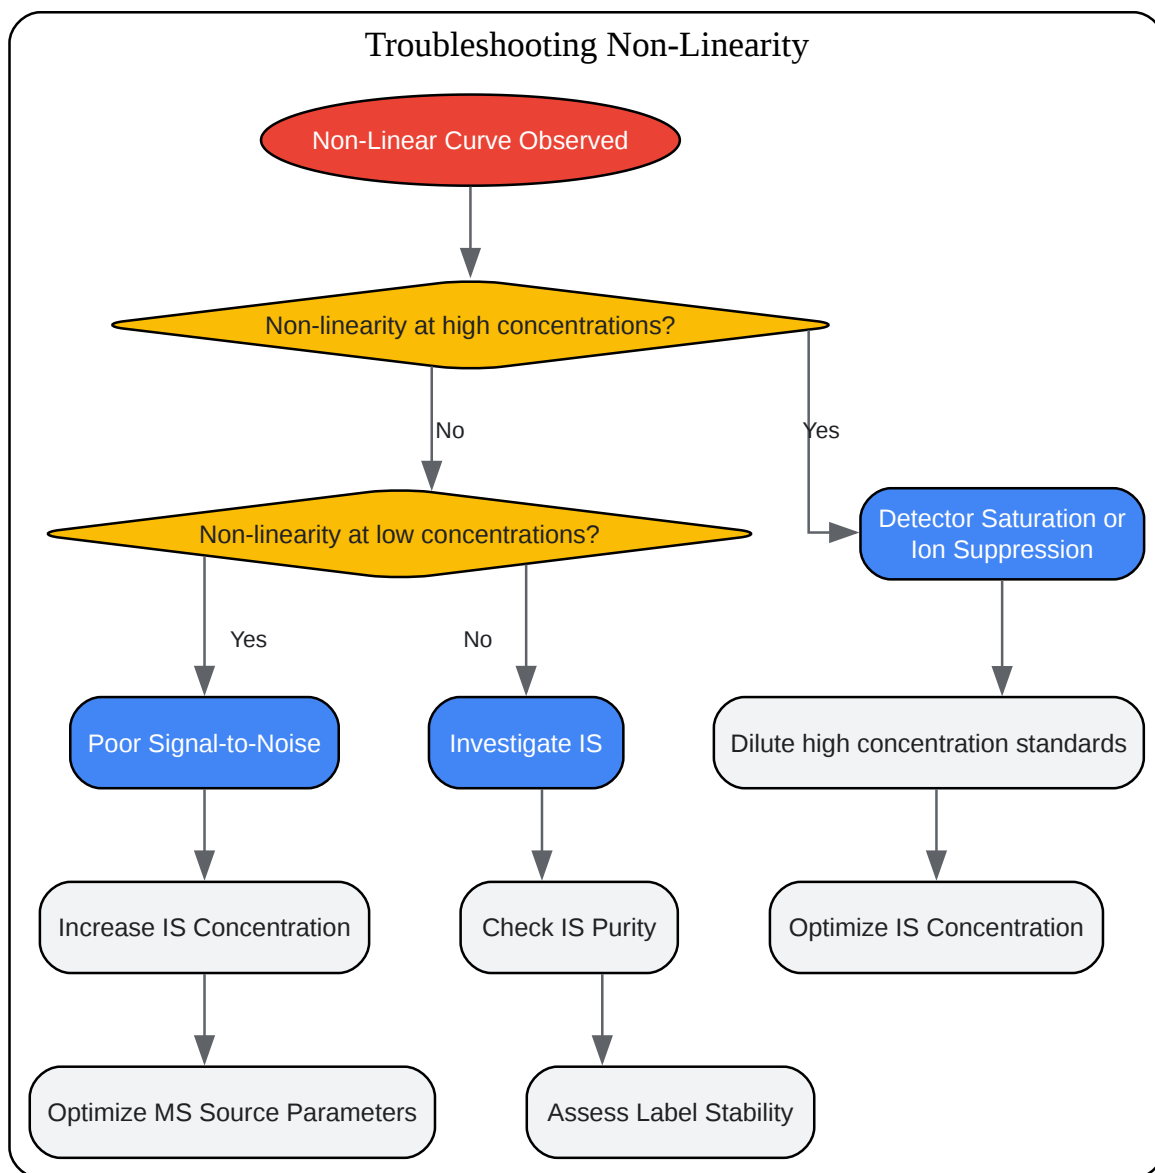 Troubleshooting Non-Linearity
Non-Linear Curve Observed
Non-linearity at high concentrations?
No
Yes
Non-linearity at low concentrations?
Detector Saturation or
Ion Suppression
Yes
No
Poor Signal-to-Noise
Investigate IS
Dilute high concentration standards
Increase IS Concentration
Check IS Purity
Optimize IS Concentration
Optimize MS Source Parameters
Assess Label Stability